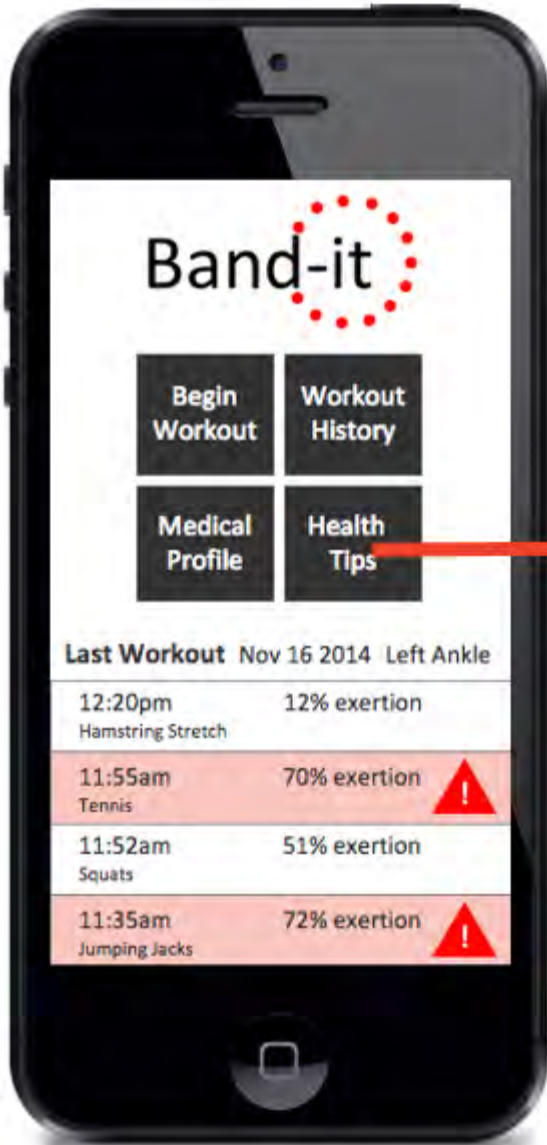 Band-it
Begin
Workout
Workout
History
Medical
Profile
Health
Tips
Last Workout Nov 16 2014 Left Ankle
12:20pm 12% exertion
Hamstring Stretch
11:55am 70% exertion !
Tennis
11:52am 51% exertion
Squats
11:35am 72% exertion !
Jumping Jacks